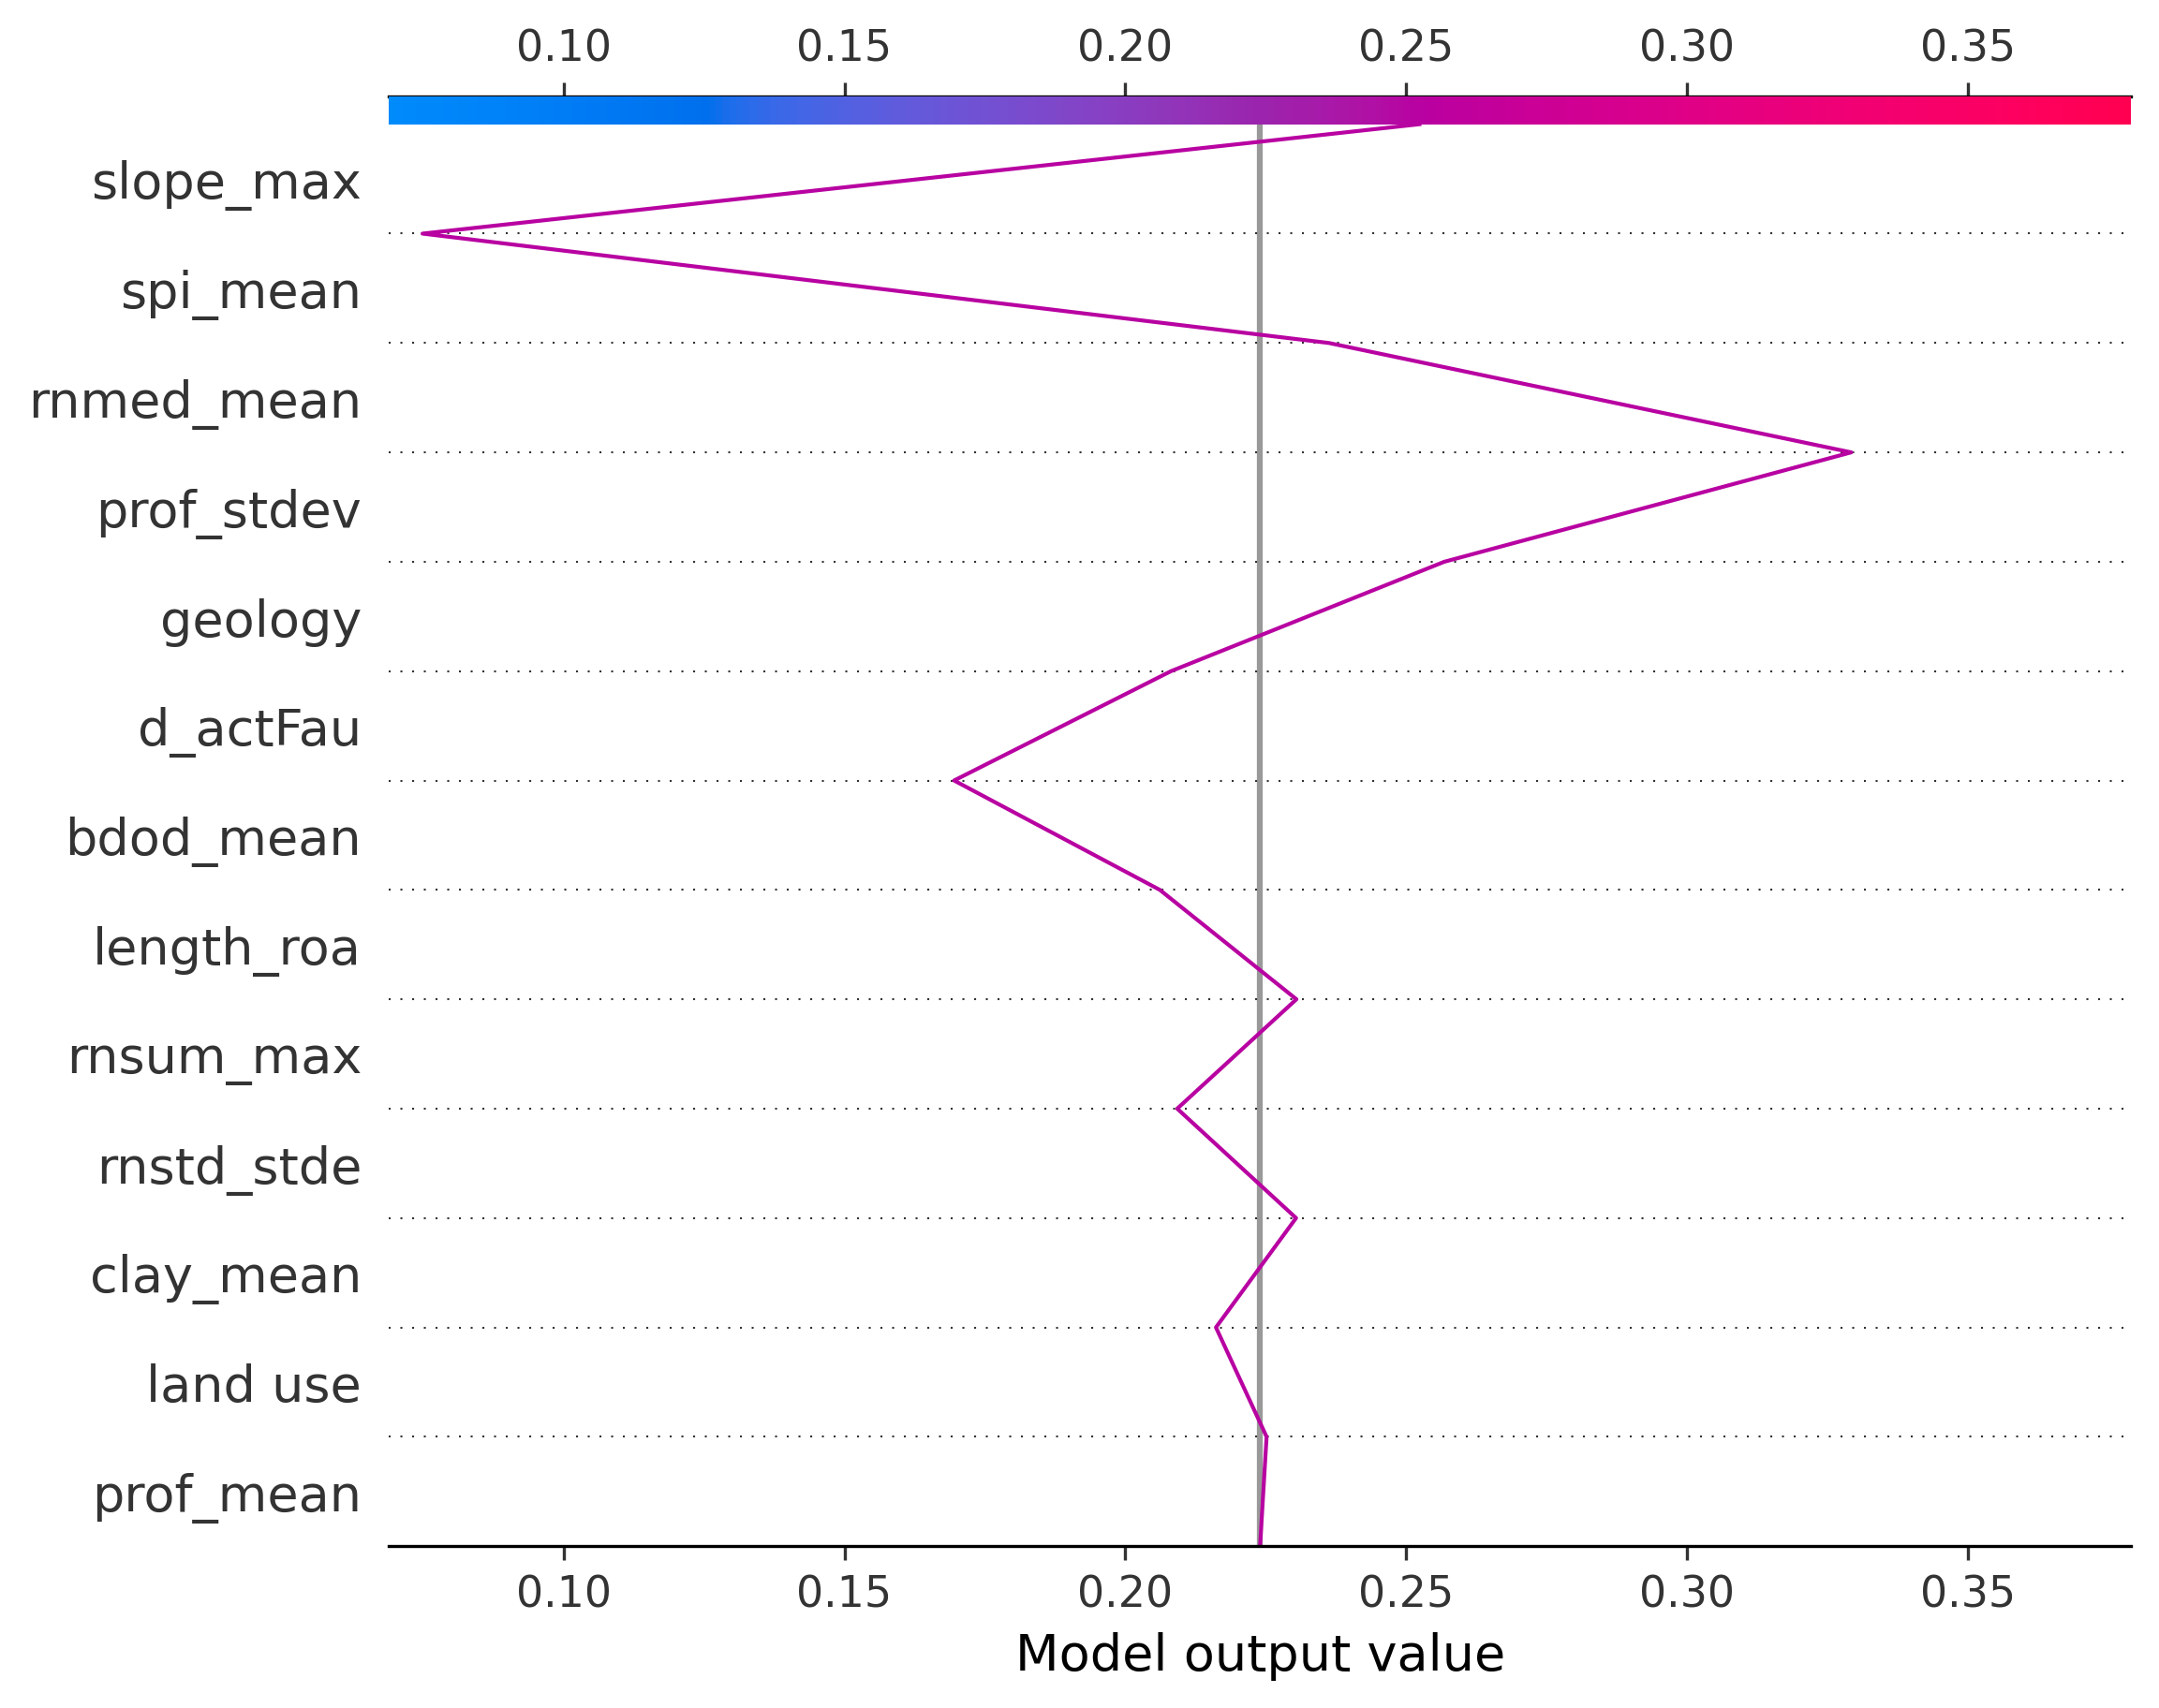 0.10 0.15 0.20 0.25 0.30 0.35
slope_max
spi_mean
rnmed_mean
prof_stdev
geology
d_actFau
bdod_mean
length_roa
rnsum_max
rnstd_stde
clay_mean
land use
prof_mean
0.10 0.15 0.20 0.25 0.30 0.35
Model output value